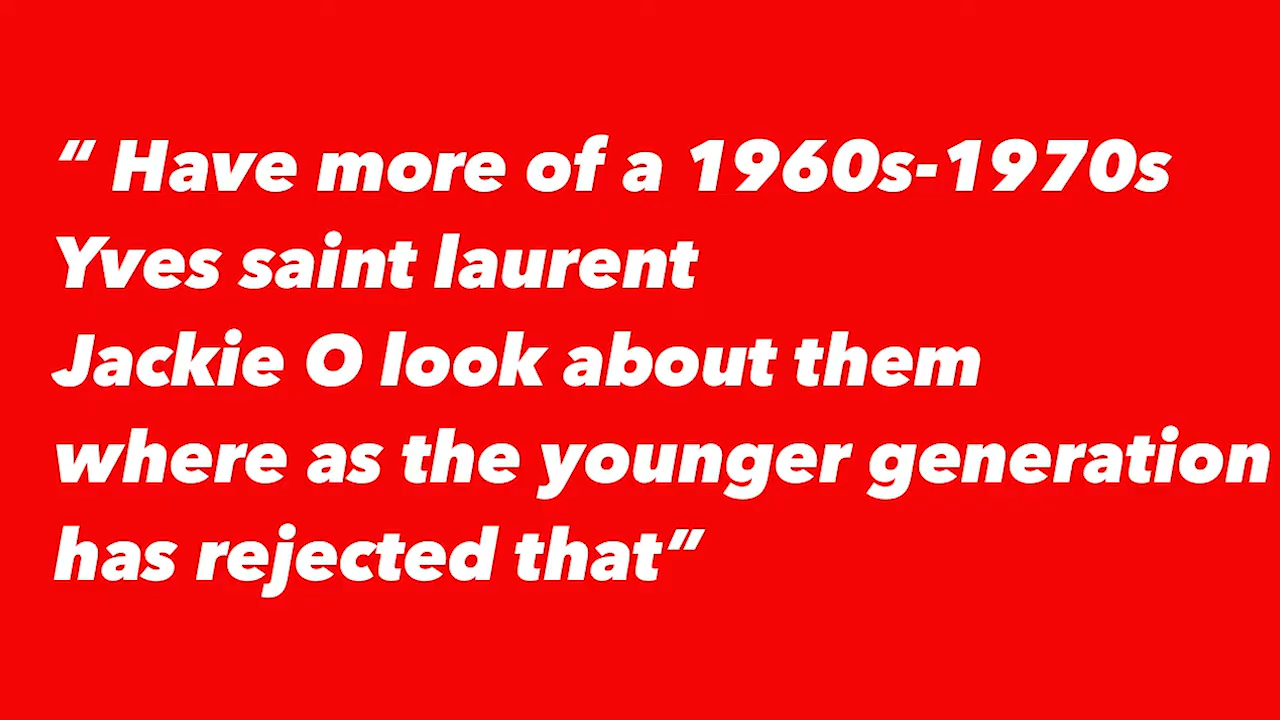 “ Have more of a 1960s-1970s
Yves saint laurent
Jackie O look about them
where as the younger generation
has rejected that”